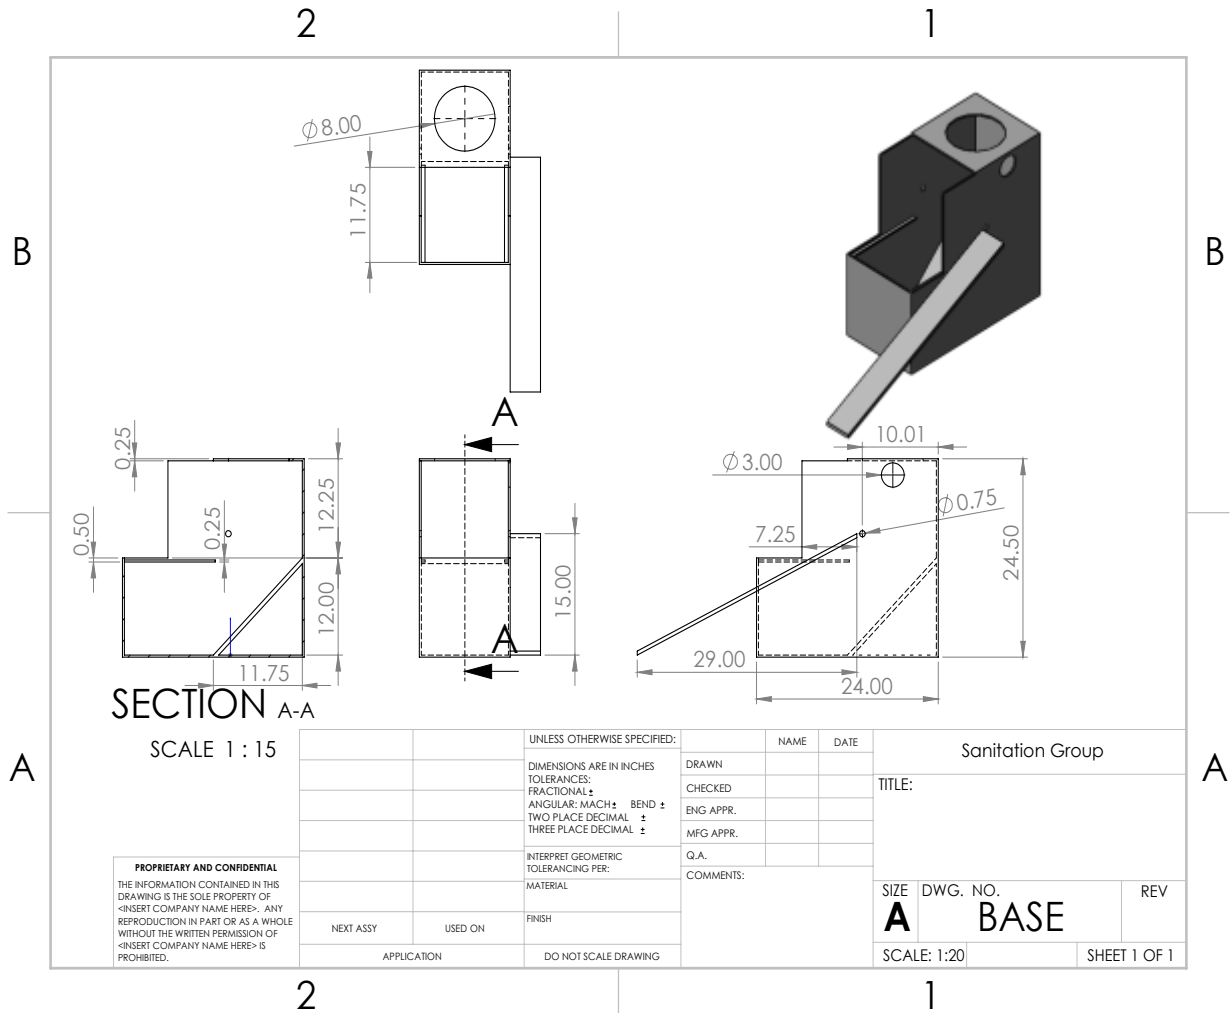 2
1
B
B
Ø8.00
11.75
A
A
0.25
0.50
0.25
12.25
12.00
11.75
SECTION A-A
SCALE 1 : 15
15.00
10.01
Ø3.00
Ø0.75
7.25
24.50
29.00
24.00
A
A
UNLESS OTHERWISE SPECIFIED:
DIMENSIONS ARE IN INCHES
TOLERANCES:
FRACTIONAL ±
ANGULAR: MACH ± BEND ±
TWO PLACE DECIMAL ±
THREE PLACE DECIMAL ±
INTERPRET GEOMETRIC
TOLERANCING PER:
MATERIAL
FINISH
DO NOT SCALE DRAWING
NAME DATE
DRAWN
CHECKED
ENG APPR.
MFG APPR.
Q.A.
COMMENTS:
Sanitation Group
TITLE:
SIZE DWG. NO. REV
A BASE
SCALE: 1:20 SHEET 1 OF 1
PROPRIETARY AND CONFIDENTIAL
THE INFORMATION CONTAINED IN THIS
DRAWING IS THE SOLE PROPERTY OF
<INSERT COMPANY NAME HERE>. ANY
REPRODUCTION IN PART OR AS A WHOLE
WITHOUT THE WRITTEN PERMISSION OF
<INSERT COMPANY NAME HERE> IS
PROHIBITED.
NEXT ASSY USED ON
APPLICATION
2
1